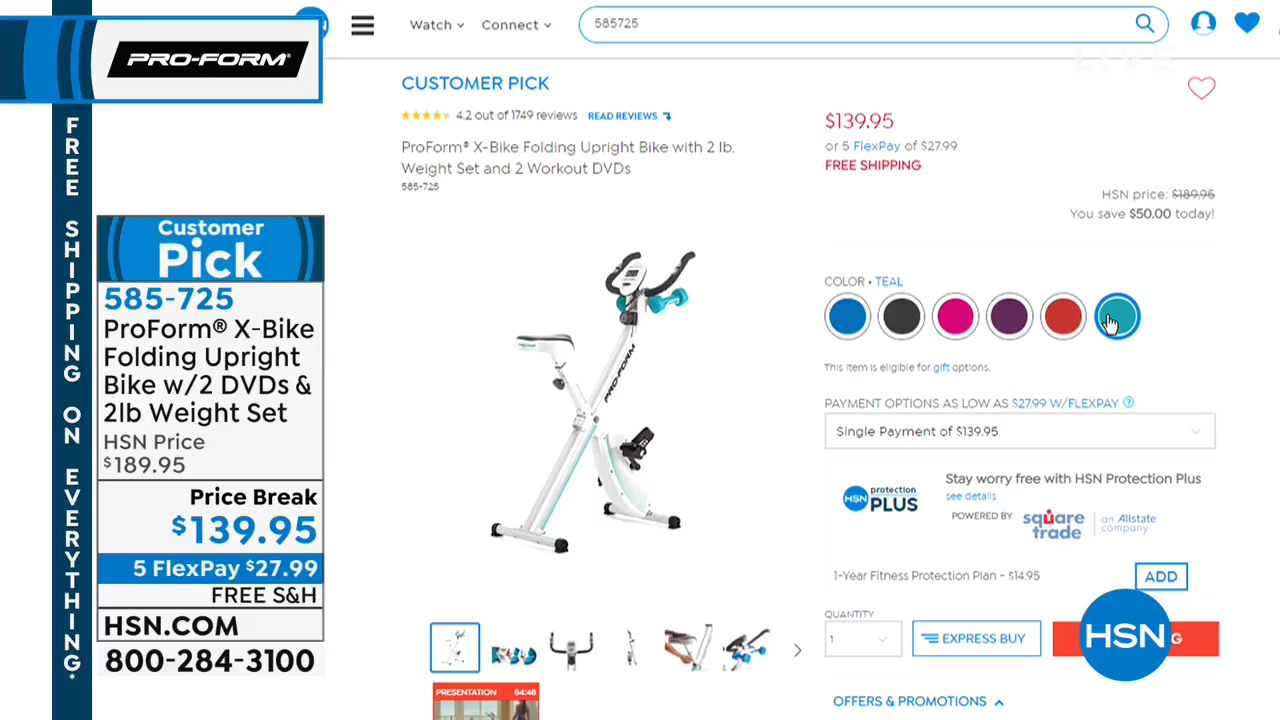 PRO-FORM®
FREE SHIPPING ON EVERYTHING*
Customer
Pick
585-725
ProForm® X-Bike
Folding Upright
Bike w/2 DVDs &
2lb Weight Set
HSN Price
$189.95
Price Break
$139.95
5 FlexPay $27.99
FREE S&H
HSN.COM
800-284-3100
Watch
Connect
585725
LIVE
CUSTOMER PICK
4.2 out of 1749 reviews READ REVIEWS
ProForm® X-Bike Folding Upright Bike with 2 lb.
Weight Set and 2 Workout DVDs
585-725
PRO-FORM
PRESENTATION 54:46
$139.95
or 5 FlexPay of $27.99
FREE SHIPPING
HSN price: $189.95
You save $50.00 today!
COLOR • TEAL
This item is eligible for gift options.
PAYMENT OPTIONS AS LOW AS $27.99 W/FLEXPAY ?
Single Payment of $139.95
HSN protection PLUS
Stay worry free with HSN Protection Plus
see details
POWERED BY square trade | an Allstate company
1-Year Fitness Protection Plan - $14.95 ADD
QUANTITY
1
EXPRESS BUY
HSN
G
OFFERS & PROMOTIONS